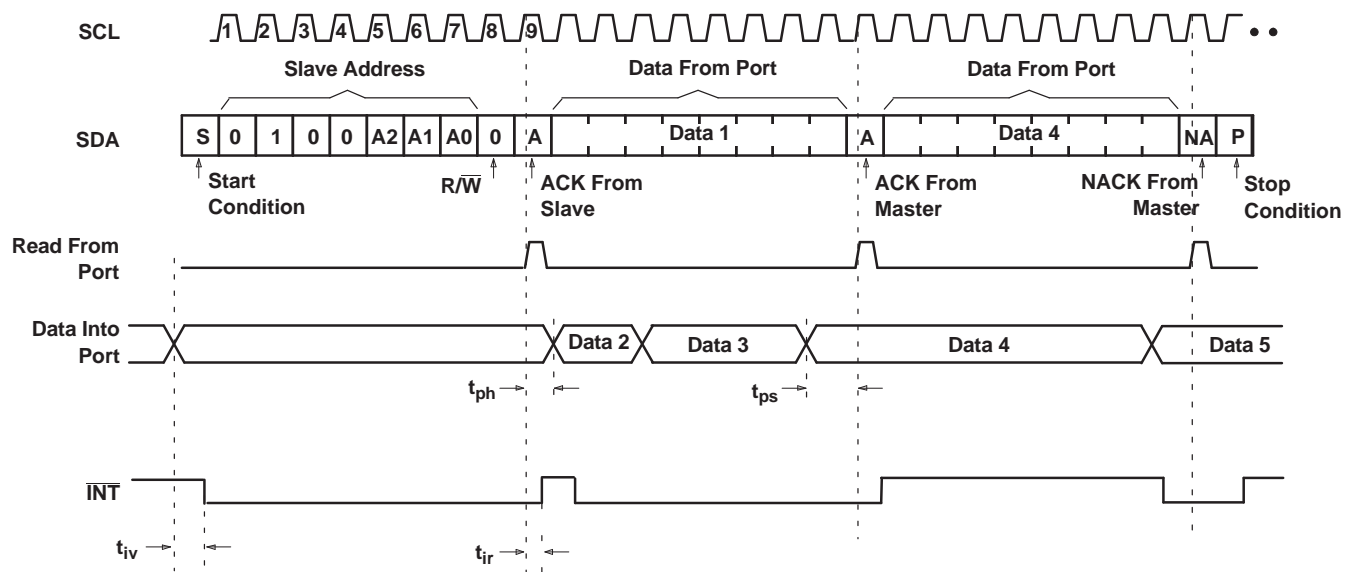 SCL
1 2 3 4 5 6 7 8 9
Slave Address
Data From Port
Data From Port
SDA
S 0 1 0 0 A2 A1 A0 0 A Data 1 A Data 4 NA P
Start
Condition
R/W̅
ACK From
Slave
ACK From
Master
NACK From
Master
Stop
Condition
Read From
Port
Data Into
Port
Data 2
Data 3
Data 4
Data 5
tph
tps
I̅N̅T̅
tiv
tir